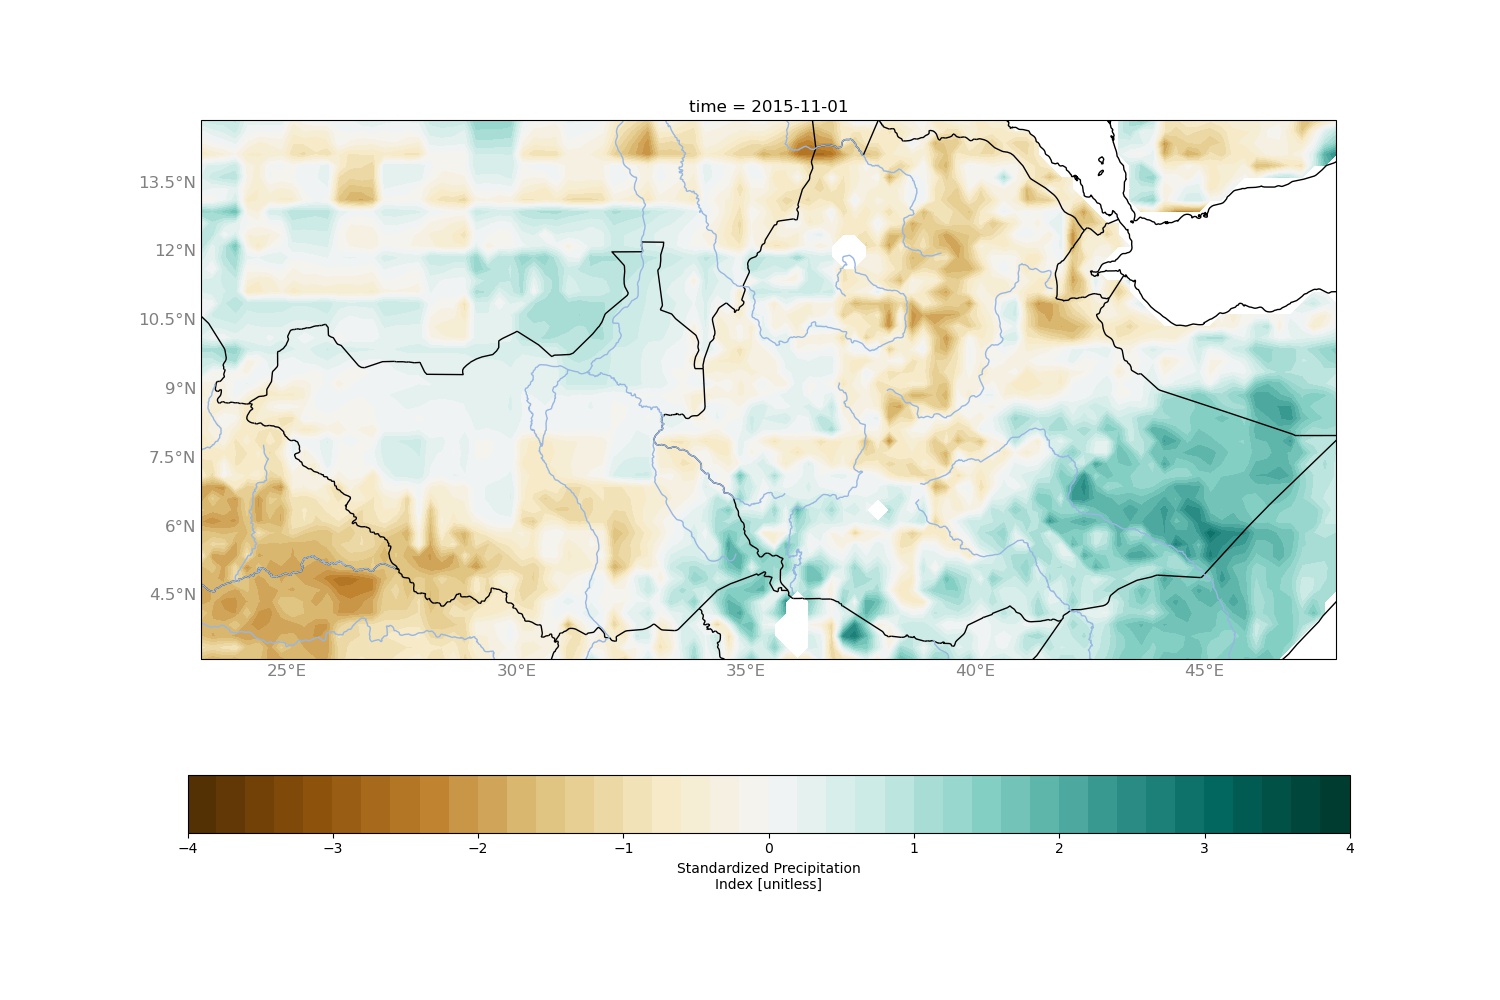 time = 2015-11-01
13.5°N
12°N
10.5°N
9°N
7.5°N
6°N
4.5°N
25°E 30°E 35°E 40°E 45°E
−4 −3 −2 −1 0 1 2 3 4
Standardized Precipitation
Index [unitless]